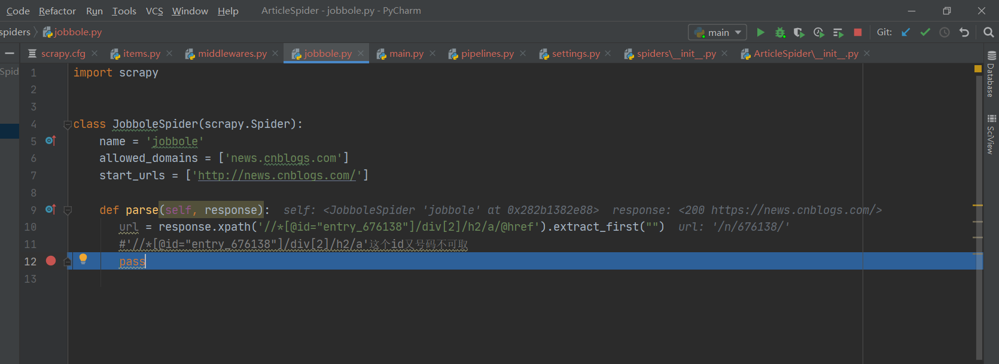 Code Refactor Run Tools VCS Window Help ArticleSpider - jobbole.py - PyCharm
spiders jobbole.py main Git:
scrapy.cfg items.py middlewares.py jobbole.py main.py pipelines.py settings.py spiders\__init__.py ArticleSpider\__init__.py
Spid
Database
SciView
1 import scrapy
2
3
4 class JobboleSpider(scrapy.Spider):
5 name = 'jobbole'
6 allowed_domains = ['news.cnblogs.com']
7 start_urls = ['http://news.cnblogs.com/']
8
9 def parse(self, response): self: <JobboleSpider 'jobbole' at 0x282b1382e88> response: <200 https://news.cnblogs.com/>
10 url = response.xpath('//*[@id="entry_676138"]/div[2]/h2/a/@href').extract_first("") url: '/n/676138/'
11 #'//*[@id="entry_676138"]/div[2]/h2/a'这个id又号码不可取
12 pass
13